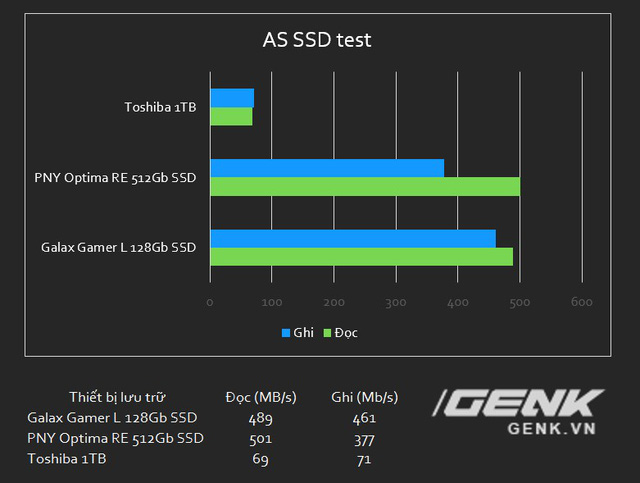 AS SSD test
Toshiba 1TB
PNY Optima RE 512Gb SSD
Galax Gamer L 128Gb SSD
0 100 200 300 400 500 600
Ghi Đọc
Thiết bị lưu trữ Đọc (MB/s) Ghi (Mb/s)
Galax Gamer L 128Gb SSD 489 461
PNY Optima RE 512Gb SSD 501 377
Toshiba 1TB 69 71
GENK
GENK.VN